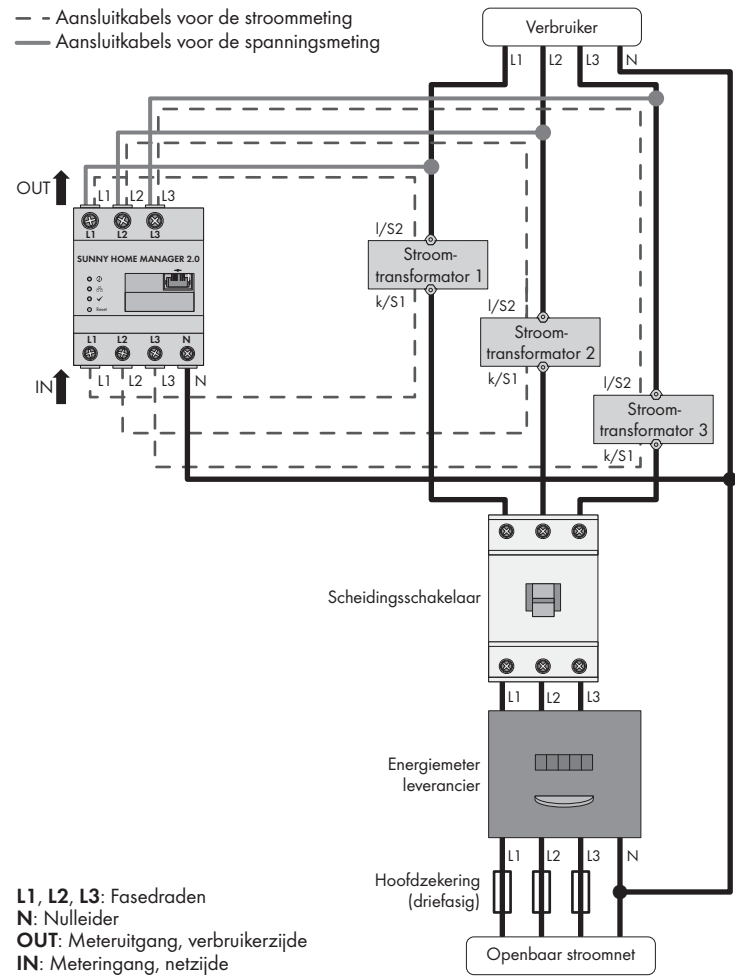 Aansluitkabels voor de stroommeting
Aansluitkabels voor de spanningsmeting
Verbruiker
L1 L2 L3 N
OUT L1 L2 L3
L1 L2 L3
SUNNY HOME MANAGER 2.0
Reset
L1 L2 L3 N
IN L1 L2 L3 N
l/S2
Stroom-
transformator 1
k/S1
l/S2
Stroom-
transformator 2
k/S1
l/S2
Stroom-
transformator 3
k/S1
Scheidingsschakelaar
L1 L2 L3
Energiemeter
leverancier
L1 L2 L3 N
Hoofdzekering
(driefasig)
Openbaar stroomnet
L1, L2, L3: Fasedraden
N: Nulleider
OUT: Meteruitgang, verbruikerzijde
IN: Meteringang, netzijde